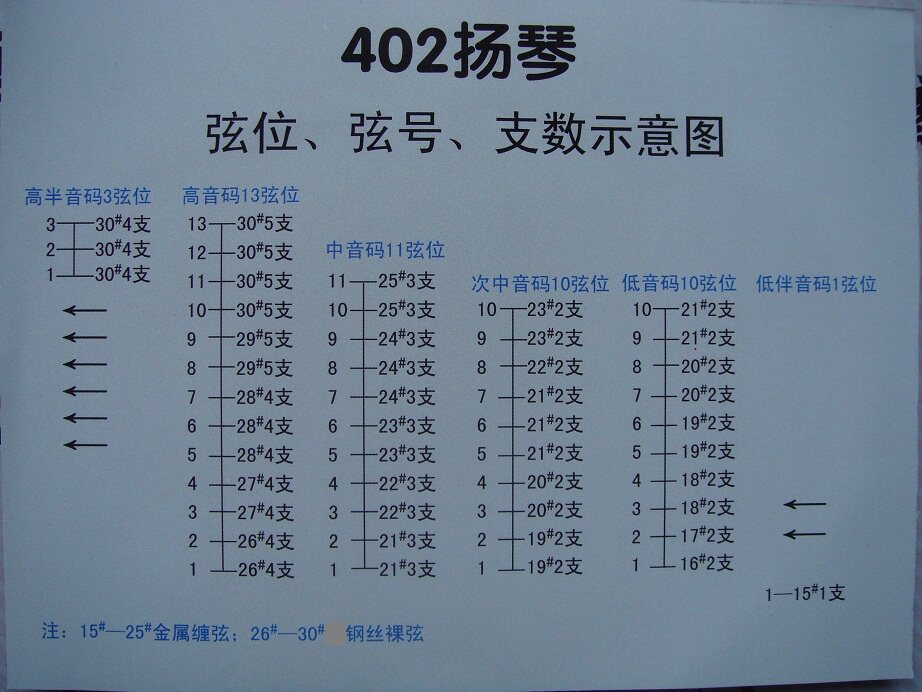 402扬琴
弦位、弦号、支数示意图
高半音码3弦位
3 30#4支
2 30#4支
1 30#4支
高音码13弦位
13 30#5支
12 30#5支
11 30#5支
10 30#5支
9 29#5支
8 29#5支
7 28#4支
6 28#4支
5 28#4支
4 27#4支
3 27#4支
2 26#4支
1 26#4支
中音码11弦位
11 25#3支
10 25#3支
9 24#3支
8 24#3支
7 24#3支
6 23#3支
5 23#3支
4 22#3支
3 22#3支
2 21#3支
1 21#3支
次中音码10弦位
10 23#2支
9 23#2支
8 22#2支
7 21#2支
6 21#2支
5 21#2支
4 20#2支
3 20#2支
2 19#2支
1 19#2支
低音码10弦位
10 21#2支
9 21#2支
8 20#2支
7 20#2支
6 19#2支
5 19#2支
4 18#2支
3 18#2支
2 17#2支
1 16#2支
低伴音码1弦位
1—15#1支
注：15#—25#金属缠弦；26#—30# 钢丝裸弦